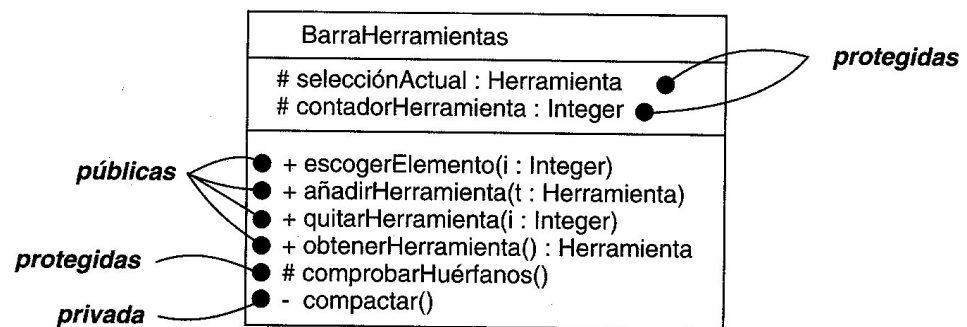 BarraHerramientas
# selecciónActual : Herramienta
# contadorHerramienta : Integer
protegidas
públicas
+ escogerElemento(i : Integer)
+ añadirHerramienta(t : Herramienta)
+ quitarHerramienta(i : Integer)
+ obtenerHerramienta() : Herramienta
protegidas
# comprobarHuérfanos()
privada
- compactar()